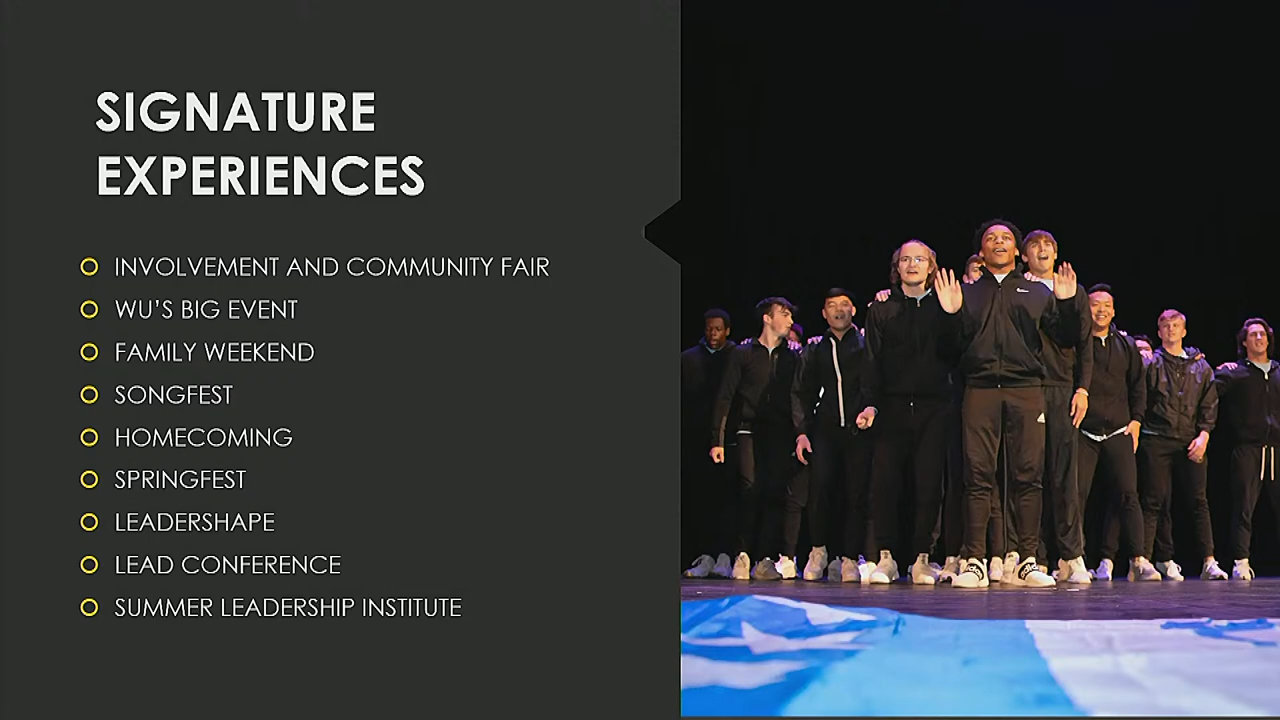 SIGNATURE
EXPERIENCES
INVOLVEMENT AND COMMUNITY FAIR
WU'S BIG EVENT
FAMILY WEEKEND
SONGFEST
HOMECOMING
SPRINGFEST
LEADERSHAPE
LEAD CONFERENCE
SUMMER LEADERSHIP INSTITUTE